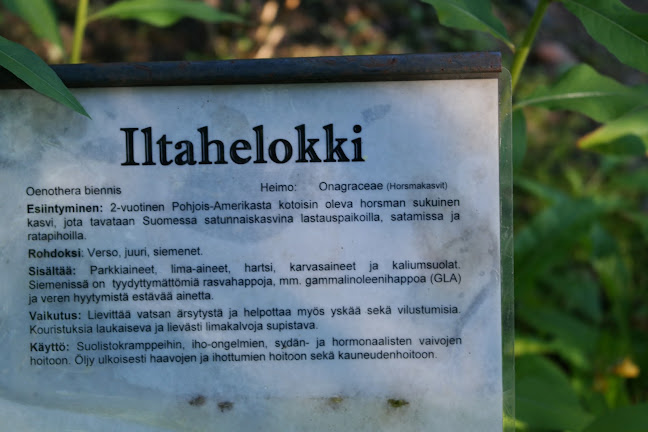 Iltahelokki
Oenothera biennis Heimo: Onagraceae (Horsmakasvit)
Esiintyminen: 2-vuotinen Pohjois-Amerikasta kotoisin oleva horsman sukuinen
kasvi, jota tavataan Suomessa satunnaiskasvina lastauspaikoilla, satamissa ja
ratapihoilla.
Rohdoksi: Verso, juuri, siemenet.
Sisältää: Parkkiaineet, lima-aineet, hartsi, karvasaineet ja kaliumsuolat.
Siemenissä on tyydyttymättömiä rasvahappoja, mm. gammalinoleenihappoa (GLA)
ja veren hyytymistä estävää ainetta.
Vaikutus: Lievittää vatsan ärsytystä ja helpottaa myös yskää sekä vilustumisia.
Kouristuksia laukaiseva ja lievästi limakalvoja supistava.
Käyttö: Suolistokramppeihin, iho-ongelmien, sydän- ja hormonaalisten vaivojen
hoitoon. Öljy ulkoisesti haavojen ja ihottumien hoitoon sekä kauneudenhoitoon.